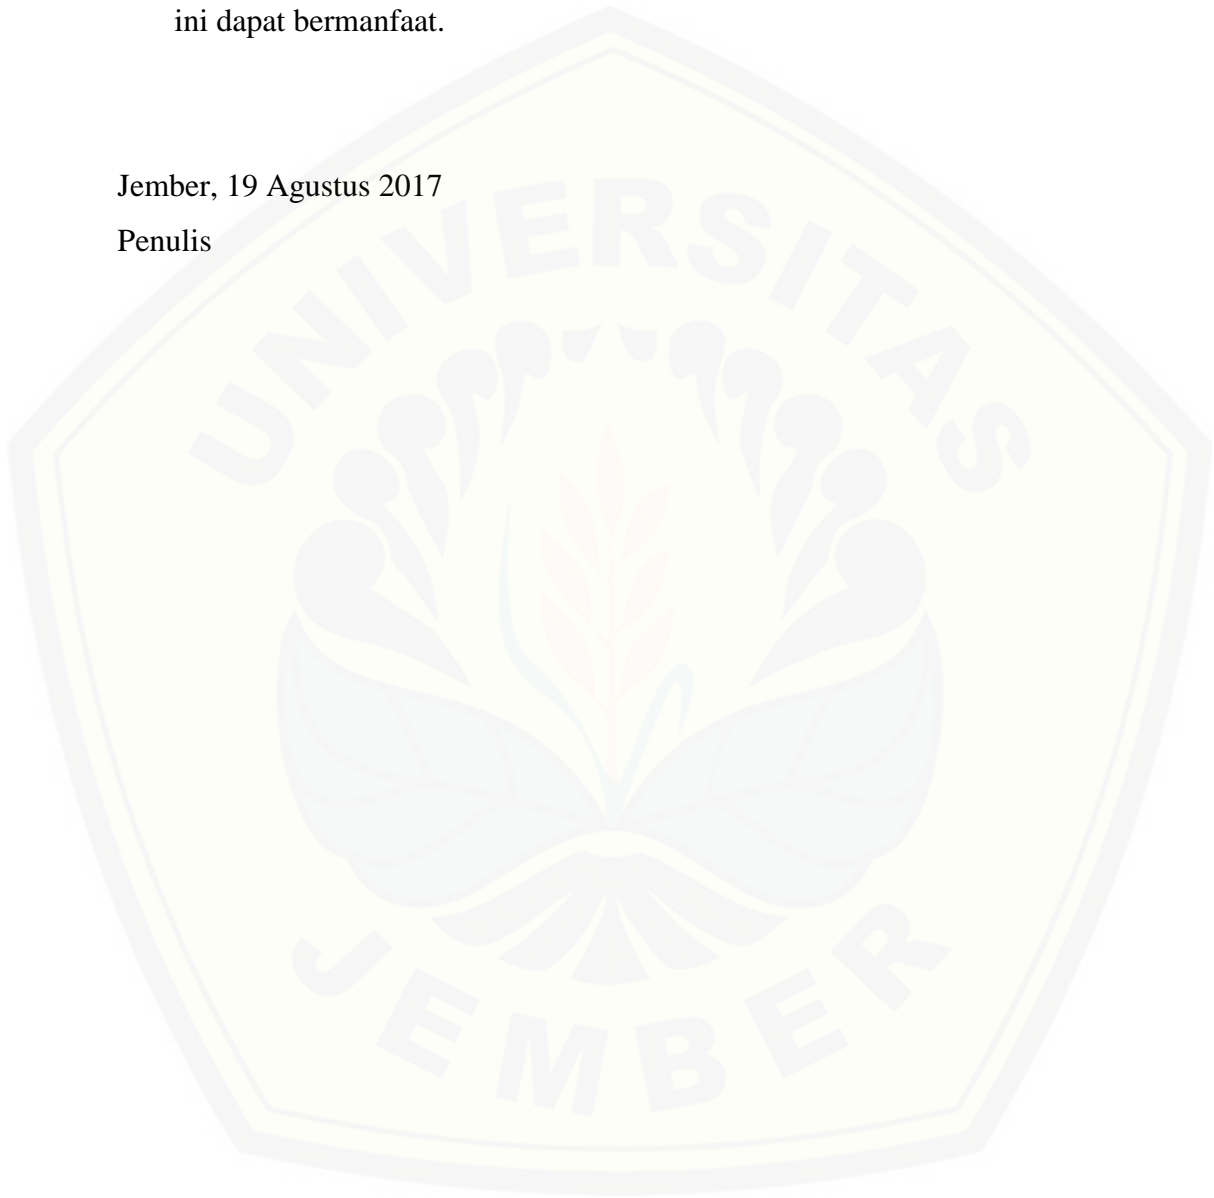 ini dapat bermanfaat.
Jember, 19 Agustus 2017
Penulis
UNIVERSITAS
JEMBER